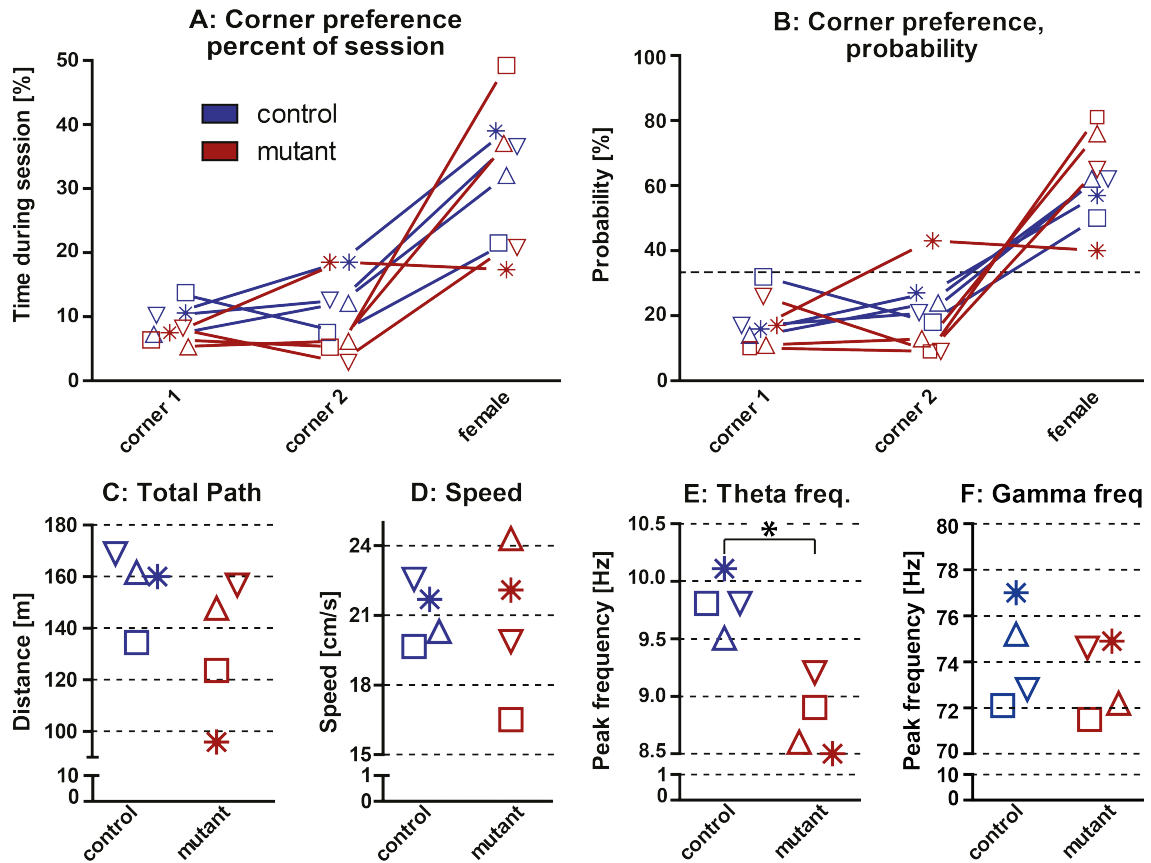 A: Corner preference
percent of session
Time during session [%]
50
40
30
20
10
0
control
mutant
corner 1
corner 2
female
B: Corner preference,
probability
Probability [%]
100
80
60
40
20
0
corner 1
corner 2
female
C: Total Path
Distance [m]
180
160
140
120
100
10
0
control
mutant
D: Speed
Speed [cm/s]
24
21
18
15
1
0
control
mutant
E: Theta freq.
Peak frequency [Hz]
10.5
10.0
9.5
9.0
8.5
1
0
*
control
mutant
F: Gamma freq
Peak frequency [Hz]
80
78
76
74
72
70
10
0
control
mutant